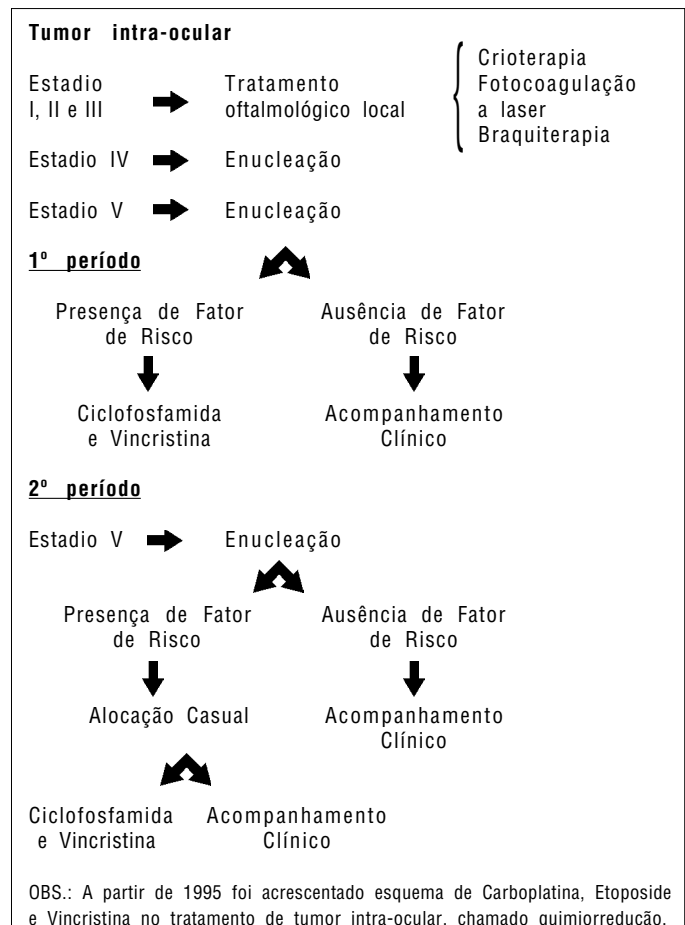 Tumor intra-ocular
Estadio
I, II e III
Tratamento
oftalmológico local
Crioterapia
Fotocoagulação
a laser
Braquiterapia
Estadio IV
Enucleação
Estadio V
Enucleação
1º período
Presença de Fator
de Risco
Ausência de Fator
de Risco
Ciclofosfamida
e Vincristina
Acompanhamento
Clínico
2º período
Estadio V
Enucleação
Presença de Fator
de Risco
Ausência de Fator
de Risco
Alocação Casual
Acompanhamento
Clínico
Ciclofosfamida
e Vincristina
Acompanhamento
Clínico
OBS.: A partir de 1995 foi acrescentado esquema de Carboplatina, Etoposide
e Vincristina no tratamento de tumor intra-ocular, chamado quimiorredução.